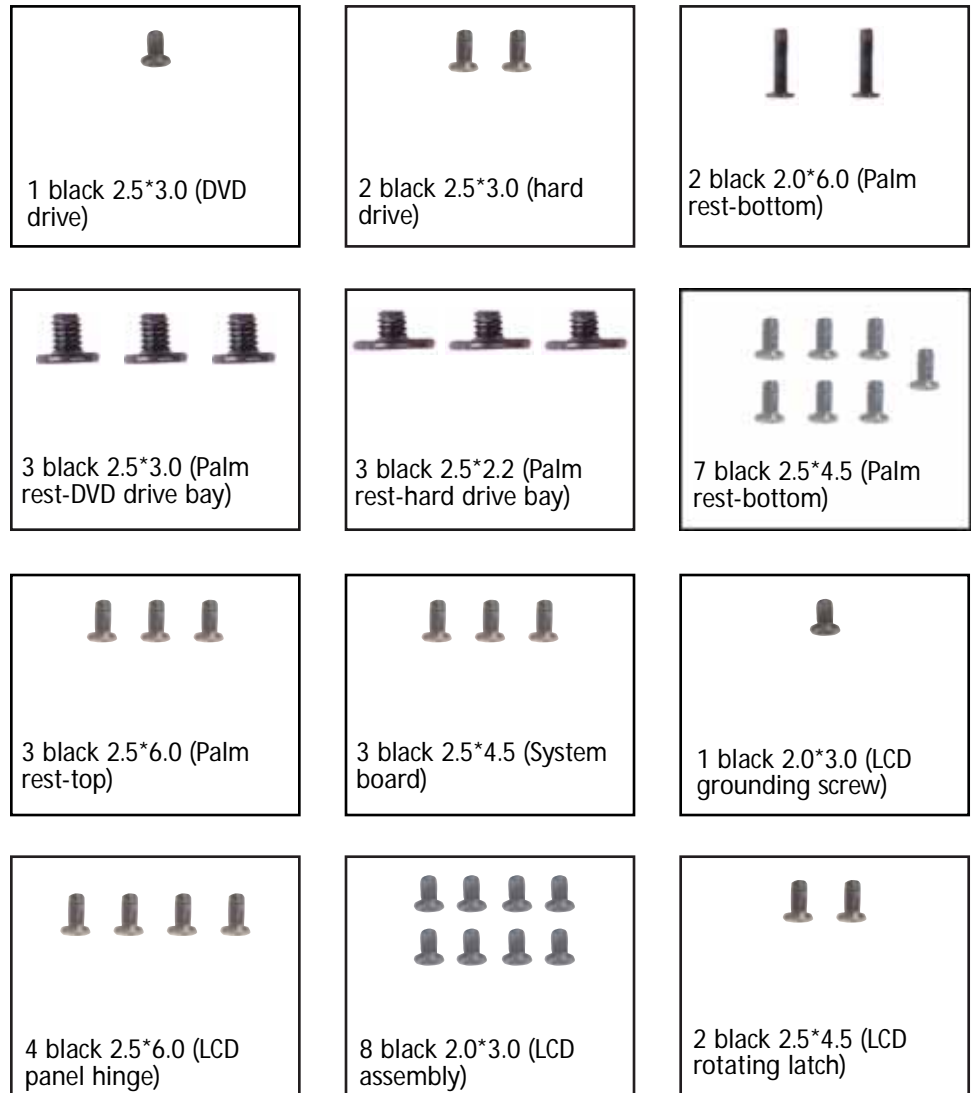 1 black 2.5*3.0 (DVD
drive)
2 black 2.5*3.0 (hard
drive)
2 black 2.0*6.0 (Palm
rest-bottom)
3 black 2.5*3.0 (Palm
rest-DVD drive bay)
3 black 2.5*2.2 (Palm
rest-hard drive bay)
7 black 2.5*4.5 (Palm
rest-bottom)
3 black 2.5*6.0 (Palm
rest-top)
3 black 2.5*4.5 (System
board)
1 black 2.0*3.0 (LCD
grounding screw)
4 black 2.5*6.0 (LCD
panel hinge)
8 black 2.0*3.0 (LCD
assembly)
2 black 2.5*4.5 (LCD
rotating latch)